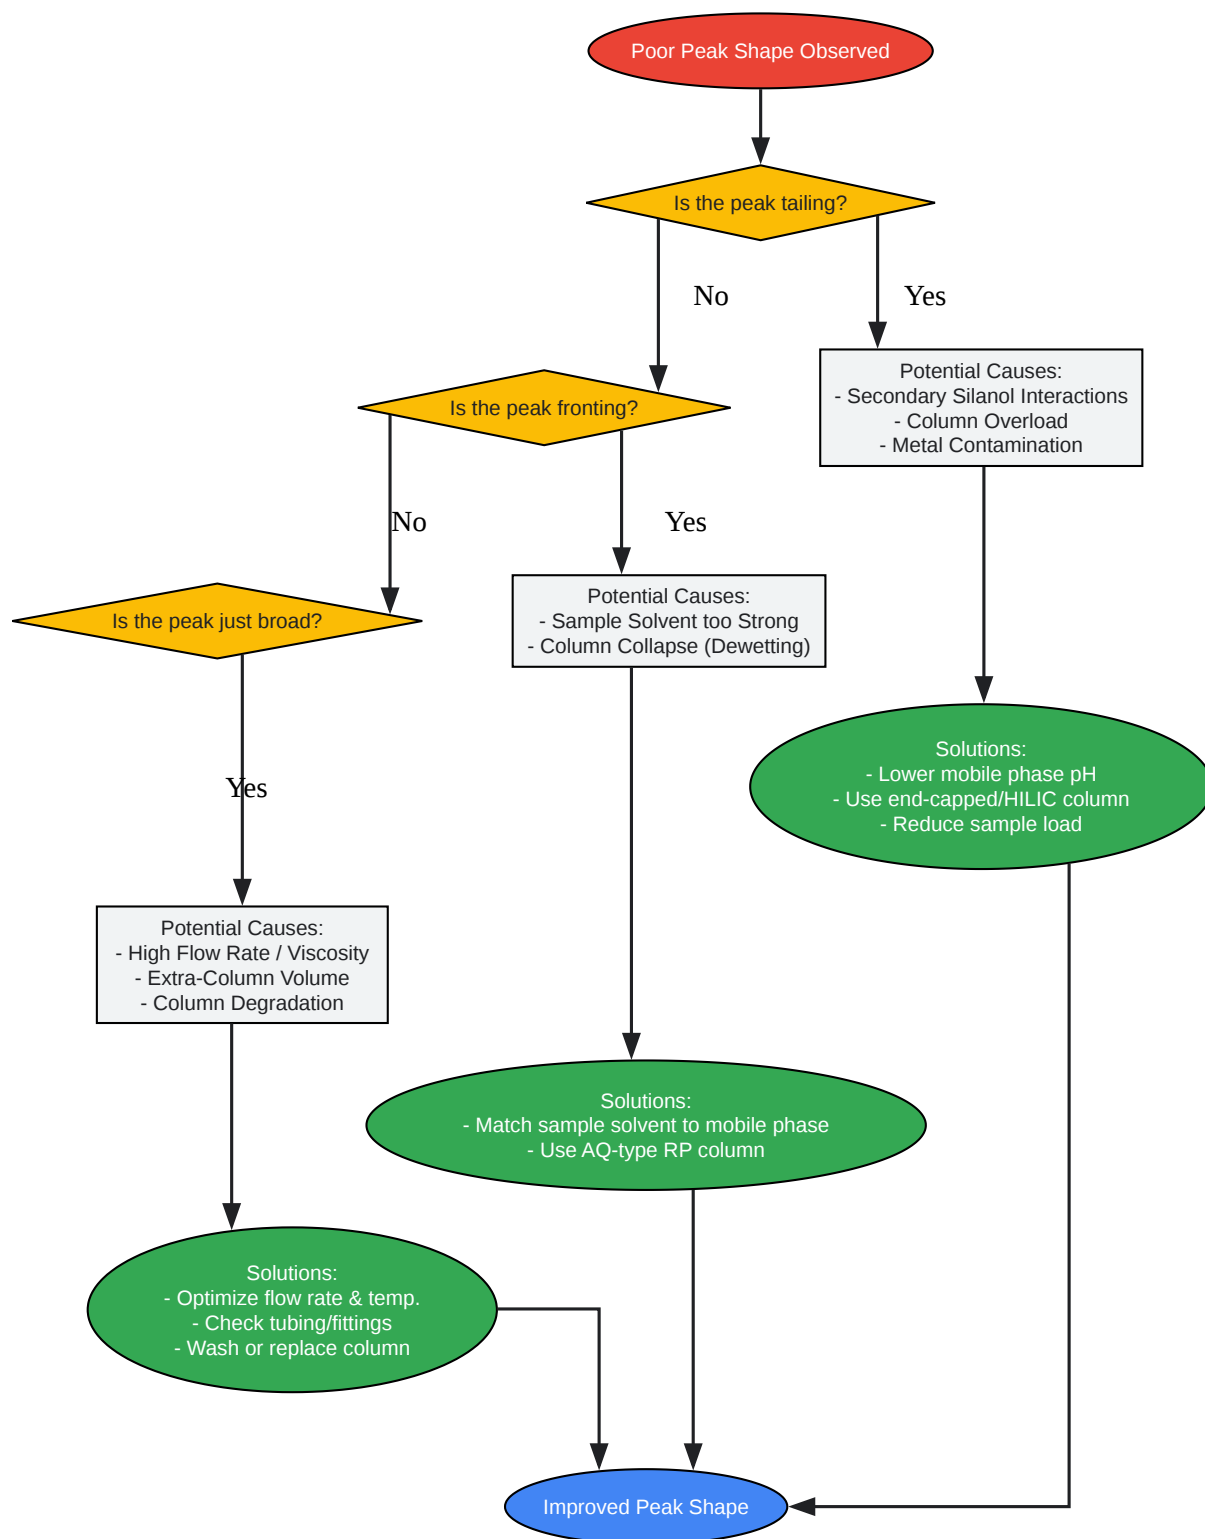 Poor Peak Shape Observed
Is the peak tailing?
No
Yes
Potential Causes:
- Secondary Silanol Interactions
- Column Overload
- Metal Contamination
Is the peak fronting?
No
Yes
Potential Causes:
- Sample Solvent too Strong
- Column Collapse (Dewetting)
Is the peak just broad?
Yes
Solutions:
- Lower mobile phase pH
- Use end-capped/HILIC column
- Reduce sample load
Potential Causes:
- High Flow Rate / Viscosity
- Extra-Column Volume
- Column Degradation
Solutions:
- Match sample solvent to mobile phase
- Use AQ-type RP column
Solutions:
- Optimize flow rate & temp.
- Check tubing/fittings
- Wash or replace column
Improved Peak Shape